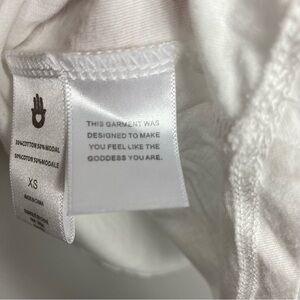 50%COTTON 50%MODAL
50%COTTON 50%MODALE
XS
MADE IN CHINA
THIS GARMENT WAS
DESIGNED TO MAKE
YOU FEEL LIKE THE
GODDESS YOU ARE.